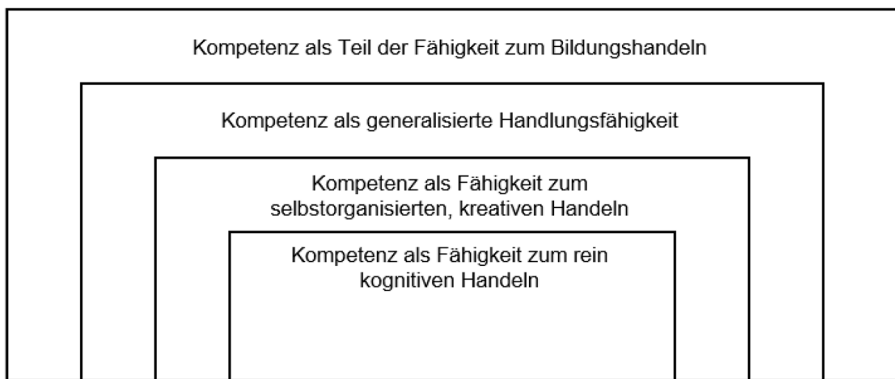 Kompetenz als Teil der Fähigkeit zum Bildungshandeln
Kompetenz als generalisierte Handlungsfähigkeit
Kompetenz als Fähigkeit zum
selbstorganisierten, kreativen Handeln
Kompetenz als Fähigkeit zum rein
kognitiven Handeln